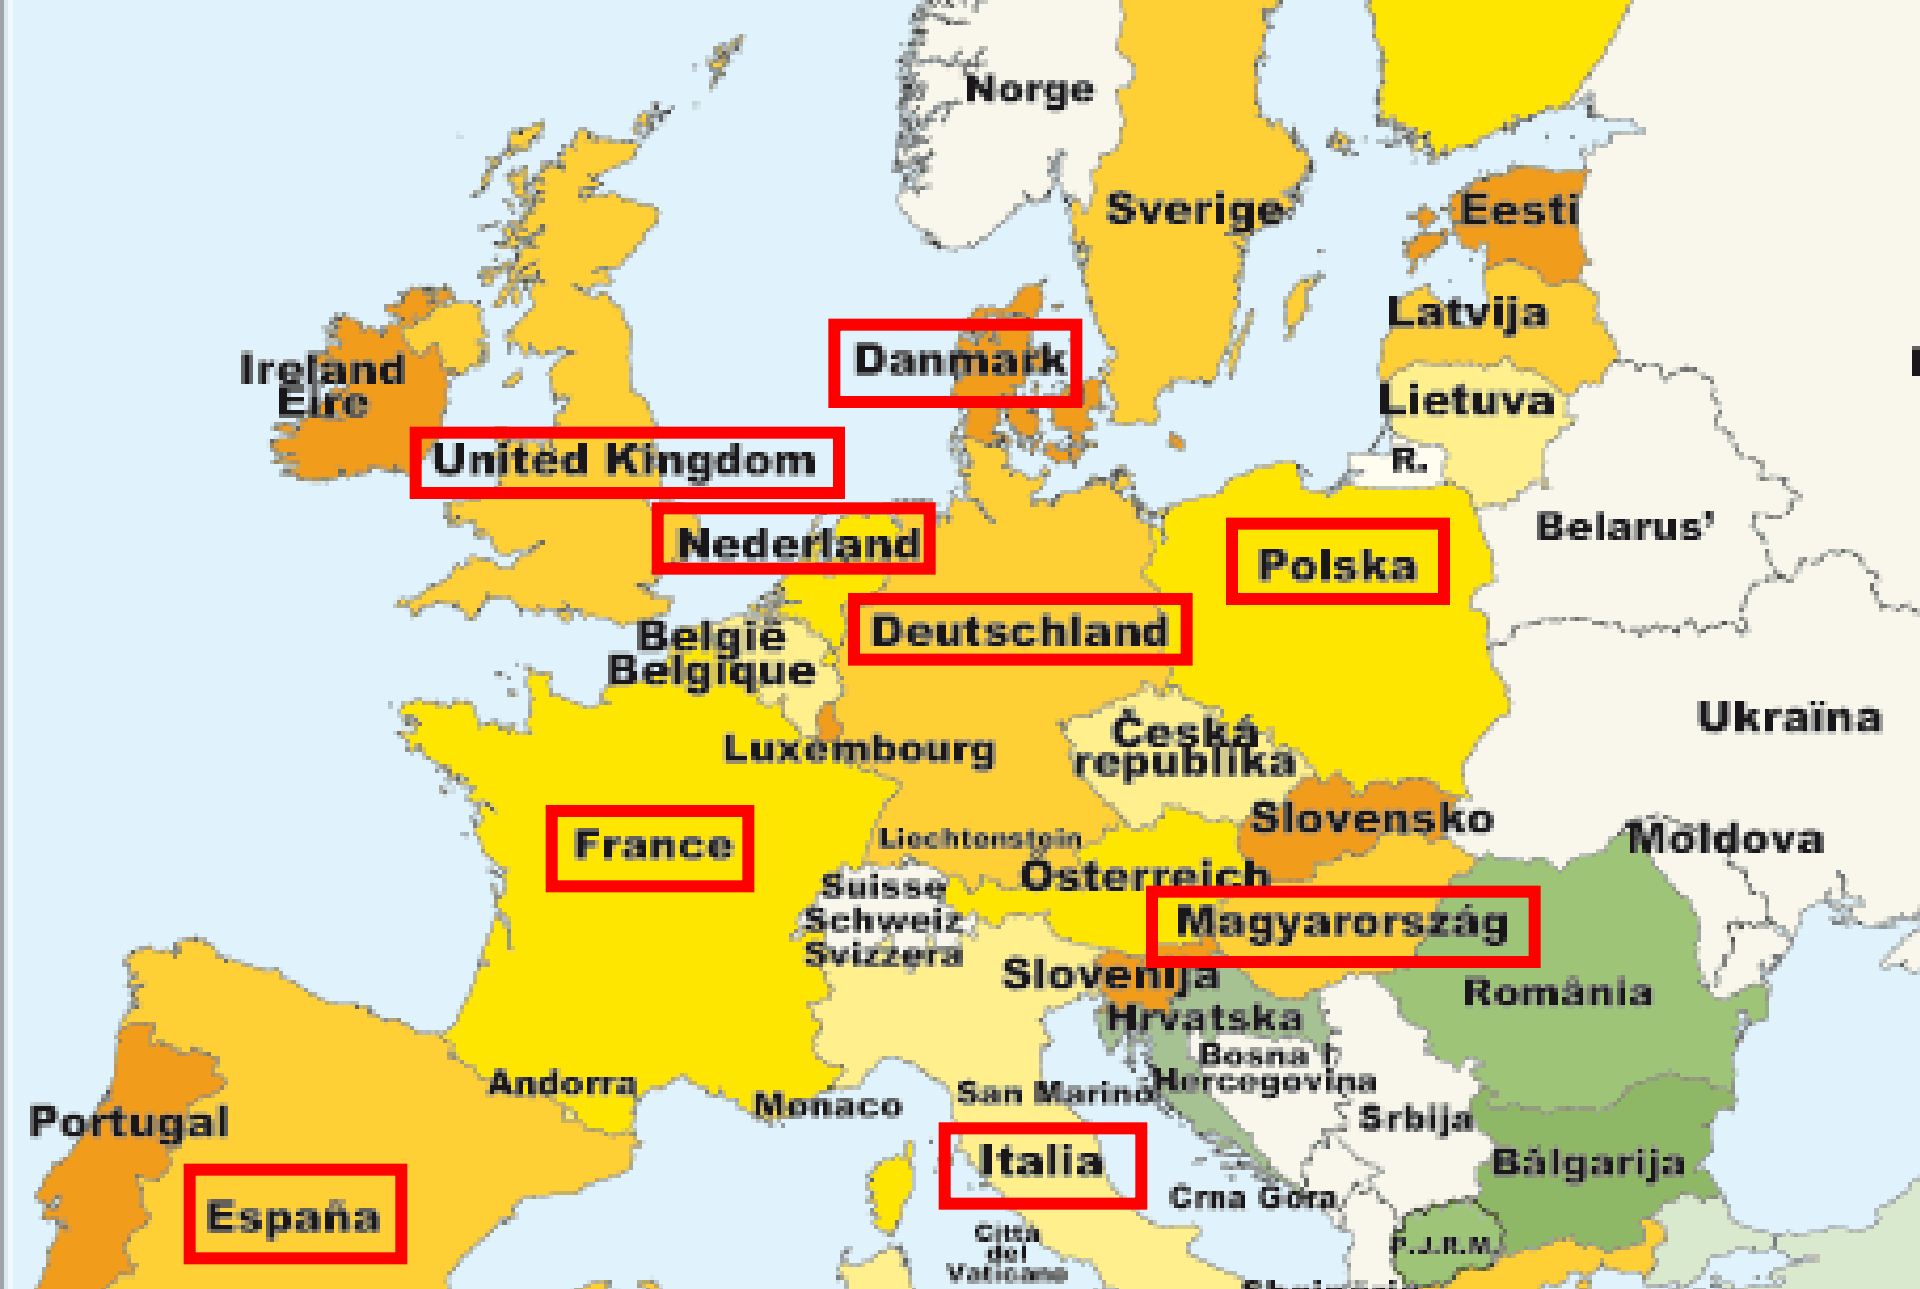 Norge
Sverige
Eesti
Latvija
Ireland
Eire
Danmark
Lietuva
United Kingdom
R.
Nederland
Belarus’
Polska
België
Belgique
Deutschland
Ukraïna
Luxembourg
Česká
republika
Slovensko
France
Liechtenstein
Moldova
Österreich
Suisse
Schweiz
Svizzera
Magyarország
Slovenija
România
Hrvatska
Bosna i
Hercegovina
Andorra
Monaco
San Marino
Portugal
Srbija
Italia
Bălgarija
Crna Gora
España
Città
del
Vaticano
P.J.R.M.